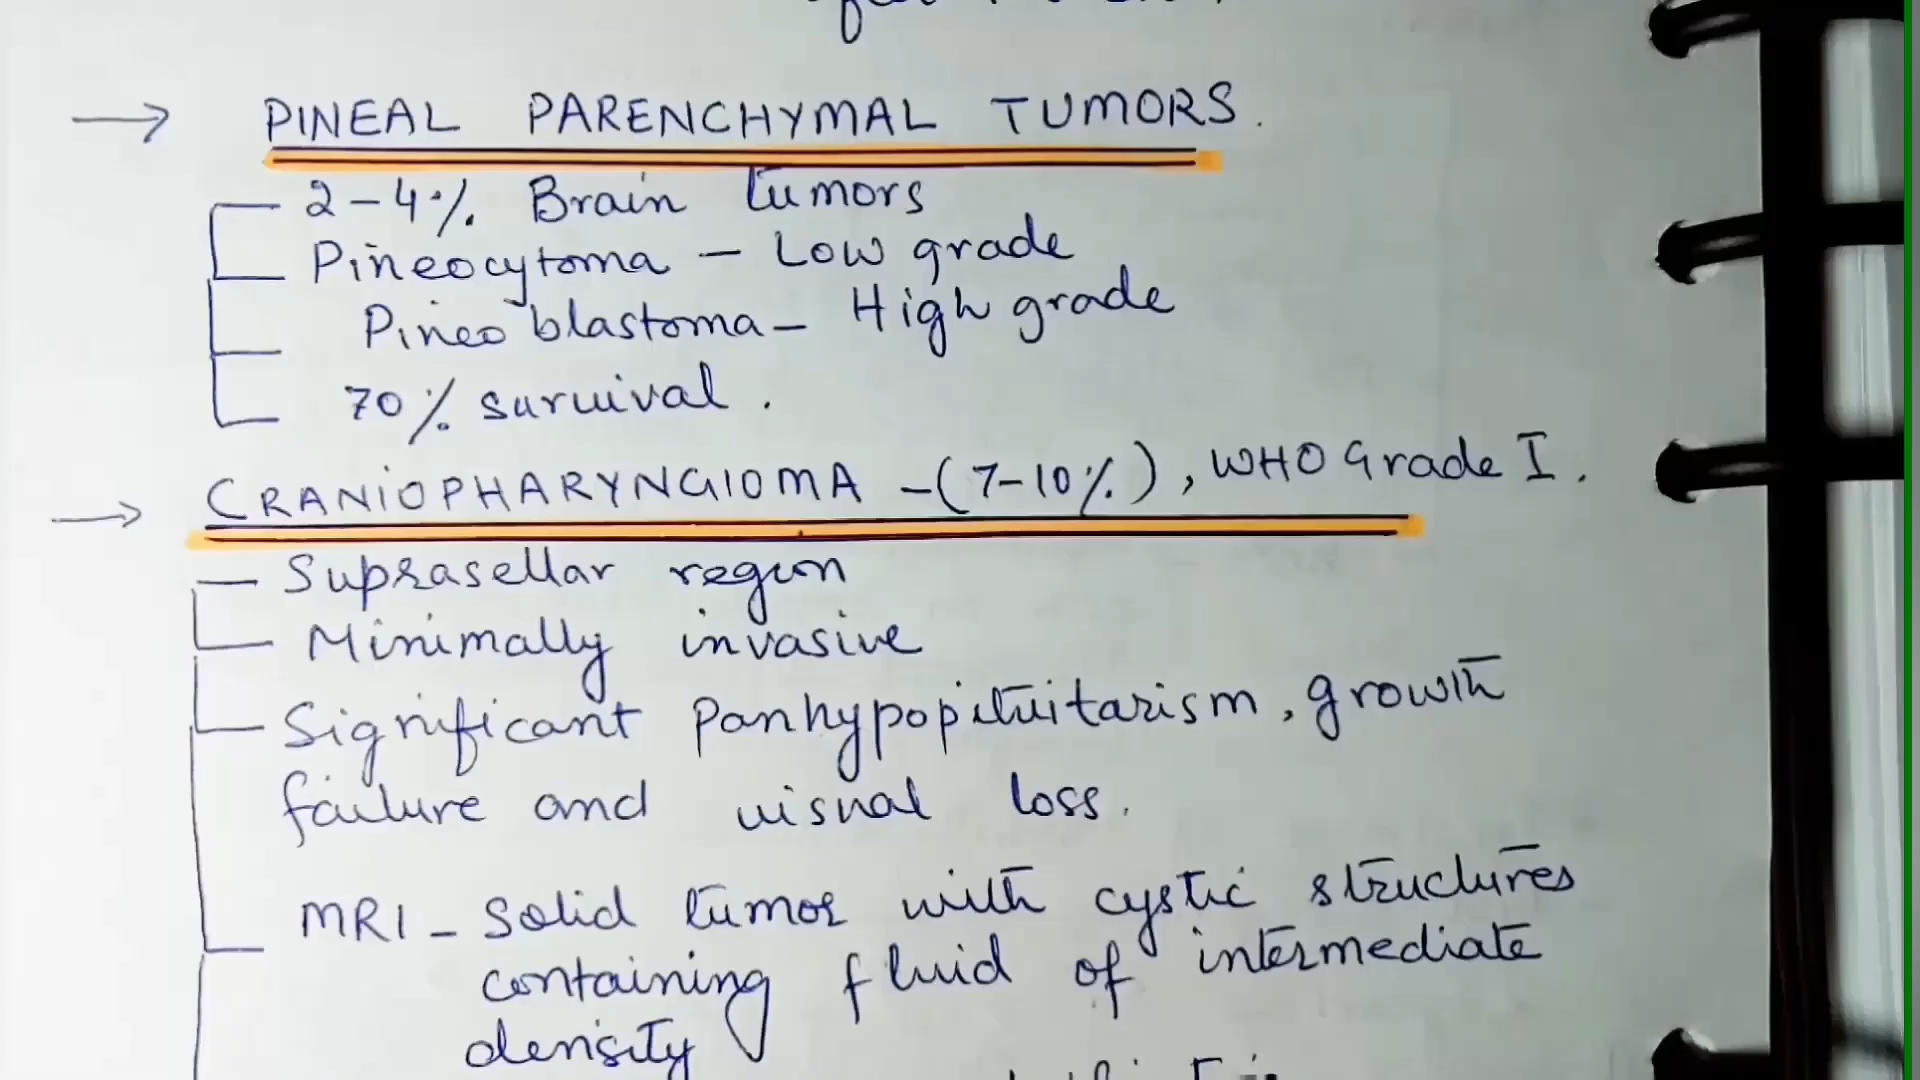 → PINEAL PARENCHYMAL TUMORS.
2-4% Brain tumors
Pineocytoma - Low grade
Pineo blastoma - High grade
70% survival.
→ CRANIOPHARYNGIOMA -(7-10%), WHO Grade I.
Suprasellar region
Minimally invasive
Significant Panhypopituitarism, growth
failure and visual loss.
MRI - Solid tumor with cystic structures
containing fluid of intermediate
density